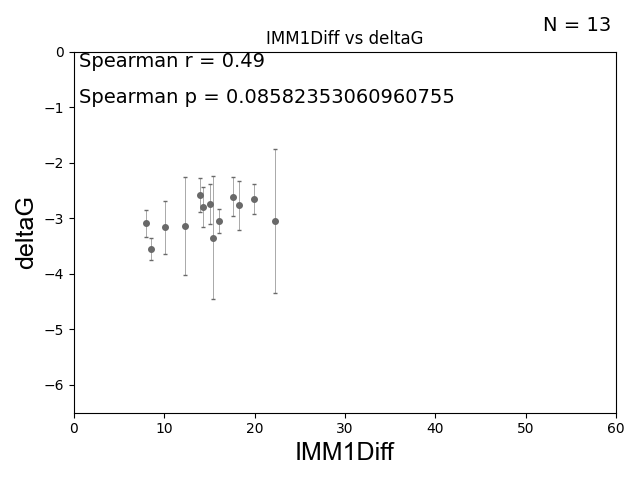 N = 13
IMM1Diff vs deltaG
Spearman r = 0.49
Spearman p = 0.08582353060960755
0
−1
−2
−3
−4
−5
−6
deltaG
0 10 20 30 40 50 60
IMM1Diff